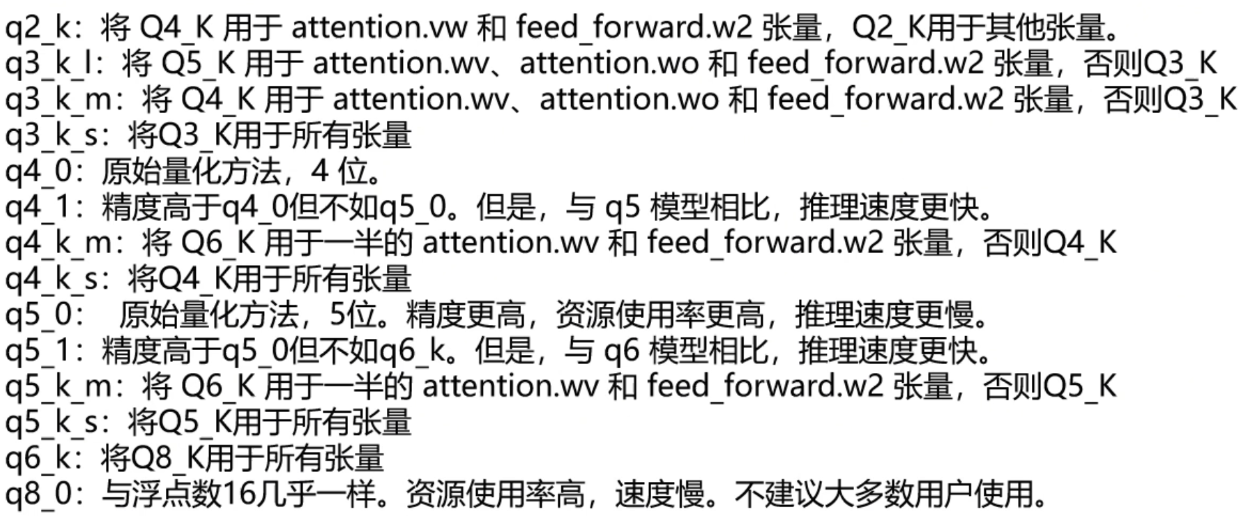 q2_k：将 Q4_K 用于 attention.vw 和 feed_forward.w2 张量，Q2_K用于其他张量。
q3_k_l：将 Q5_K 用于 attention.wv、attention.wo 和 feed_forward.w2 张量，否则Q3_K
q3_k_m：将 Q4_K 用于 attention.wv、attention.wo 和 feed_forward.w2 张量，否则Q3_K
q3_k_s：将Q3_K用于所有张量
q4_0：原始量化方法，4 位。
q4_1：精度高于q4_0但不如q5_0。但是，与 q5 模型相比，推理速度更快。
q4_k_m：将 Q6_K 用于一半的 attention.wv 和 feed_forward.w2 张量，否则Q4_K
q4_k_s：将Q4_K用于所有张量
q5_0： 原始量化方法，5位。精度更高，资源使用率更高，推理速度更慢。
q5_1：精度高于q5_0但不如q6_k。但是，与 q6 模型相比，推理速度更快。
q5_k_m：将 Q6_K 用于一半的 attention.wv 和 feed_forward.w2 张量，否则Q5_K
q5_k_s：将Q5_K用于所有张量
q6_k：将Q8_K用于所有张量
q8_0：与浮点数16几乎一样。资源使用率高，速度慢。不建议大多数用户使用。